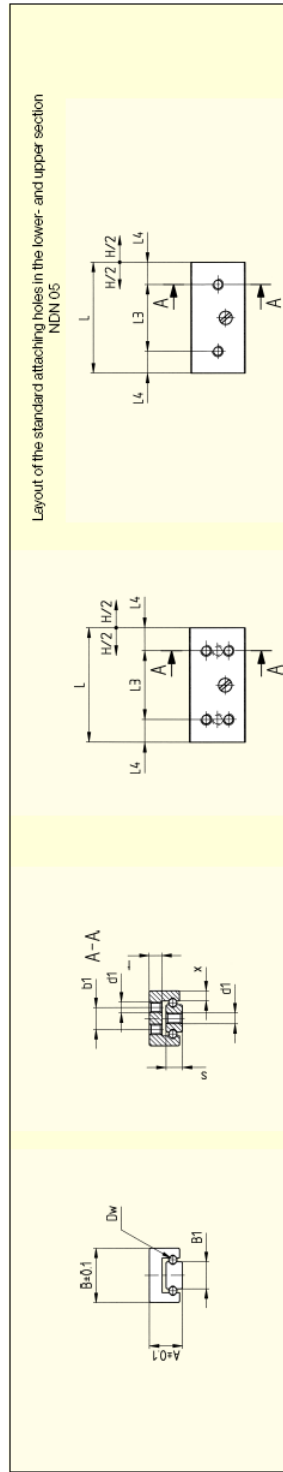 Layout of the standard attaching holes in the lower- and upper section
NDN 05
B±0.1
Dw
A±0.1
B1
A-A
b1
d1
t
x
s
d1
L
H/2 H/2
L4 L3 L4
A A
L
H/2 H/2
L4 L3 L4
A A